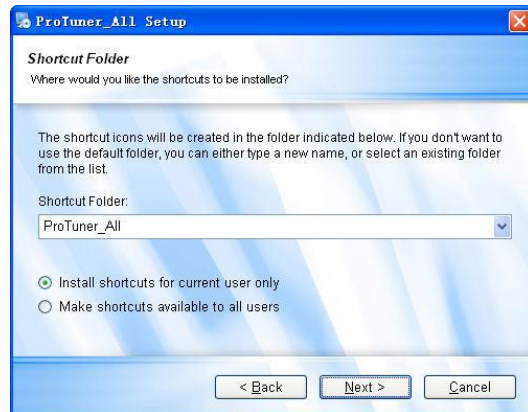 ProTuner_All Setup
Shortcut Folder
Where would you like the shortcuts to be installed?
The shortcut icons will be created in the folder indicated below. If you don't want to
use the default folder, you can either type a new name, or select an existing folder
from the list.
Shortcut Folder:
ProTuner_All
Install shortcuts for current user only
Make shortcuts available to all users
< Back
Next >
Cancel